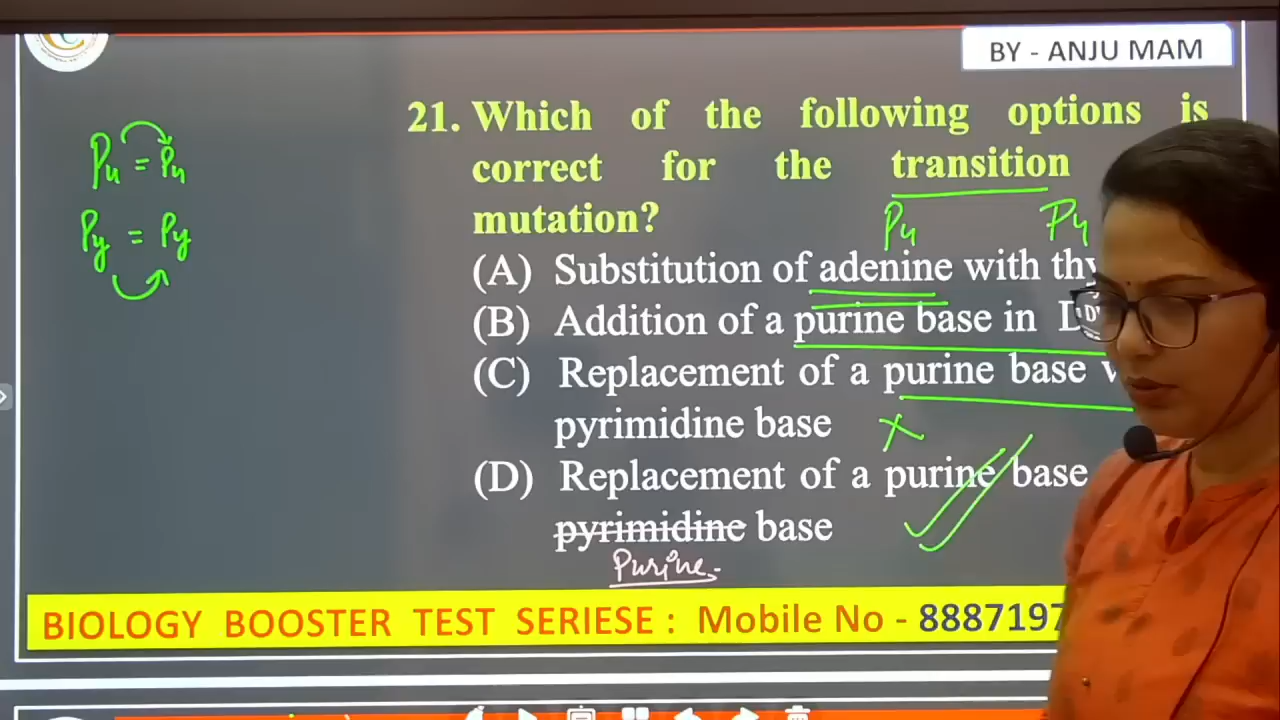 BY - ANJU MAM
Pu = Pu
Py = Py
21. Which of the following options is
correct for the transition
mutation?
Pu Py
(A) Substitution of adenine with
(B) Addition of a purine base in
(C) Replacement of a purine base
pyrimidine base
(D) Replacement of a purine base
pyrimidine base
Purine
BIOLOGY BOOSTER TEST SERIESE : Mobile No - 888719